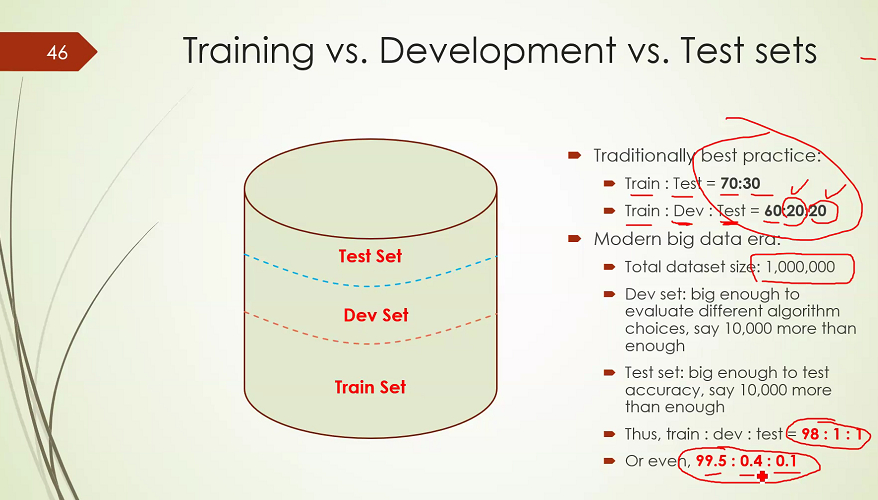 46
Training vs. Development vs. Test sets
Test Set
Dev Set
Train Set
Traditionally best practice:
Train : Test = 70:30
Train : Dev : Test = 60:20:20
Modern big data era:
Total dataset size: 1,000,000
Dev set: big enough to
evaluate different algorithm
choices, say 10,000 more than
enough
Test set: big enough to test
accuracy, say 10,000 more
than enough
Thus, train : dev : test = 98 : 1 : 1
Or even, 99.5 : 0.4 : 0.1